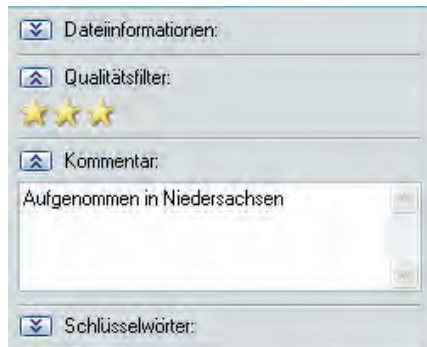 Dateiinformationen:
Qualitätsfilter:
Kommentar:
Aufgenommen in Niedersachsen
Schlüsselwörter: